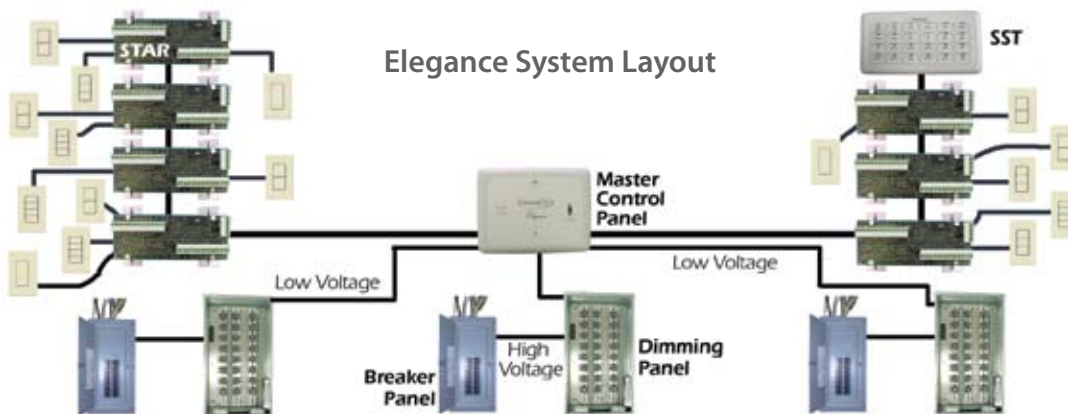 STAR
Elegance System Layout
SST
Master
Control
Panel
Low Voltage
Low Voltage
High
Voltage
Breaker
Panel
Dimming
Panel